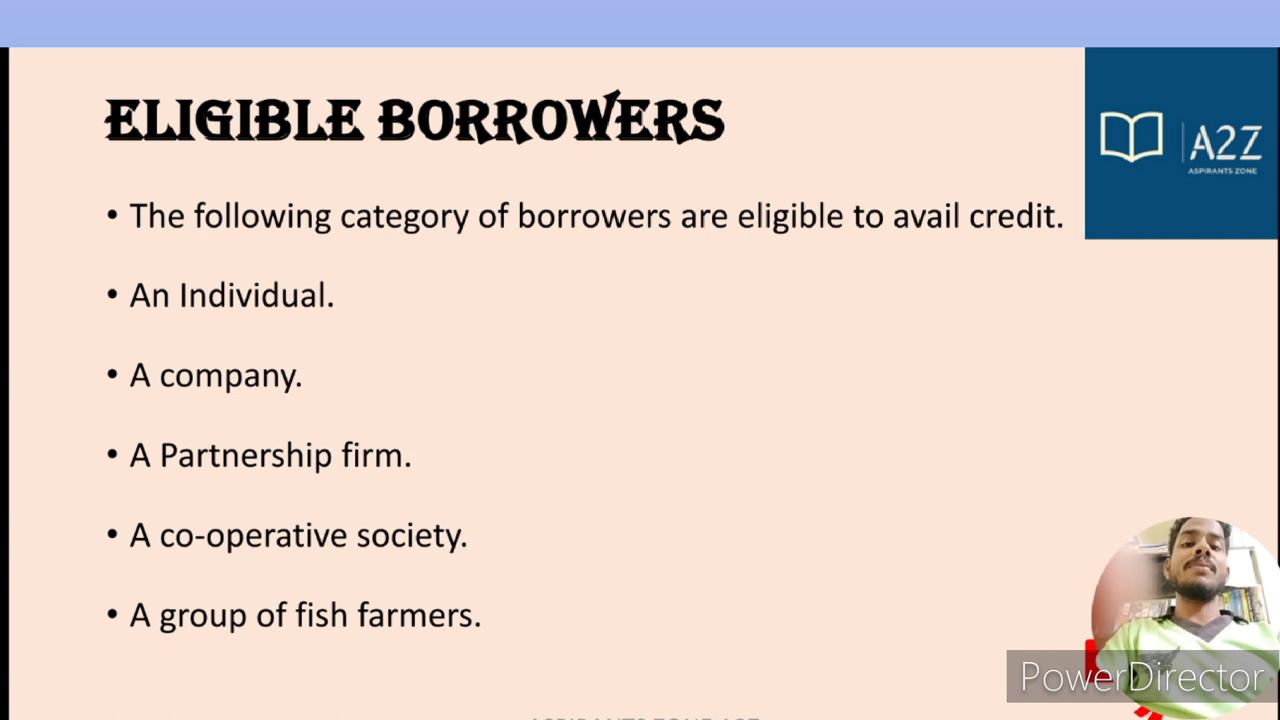 ELIGIBLE BORROWERS
A2Z
ASPIRANTS ZONE
• The following category of borrowers are eligible to avail credit.
• An Individual.
• A company.
• A Partnership firm.
• A co-operative society.
• A group of fish farmers.
PowerDirector